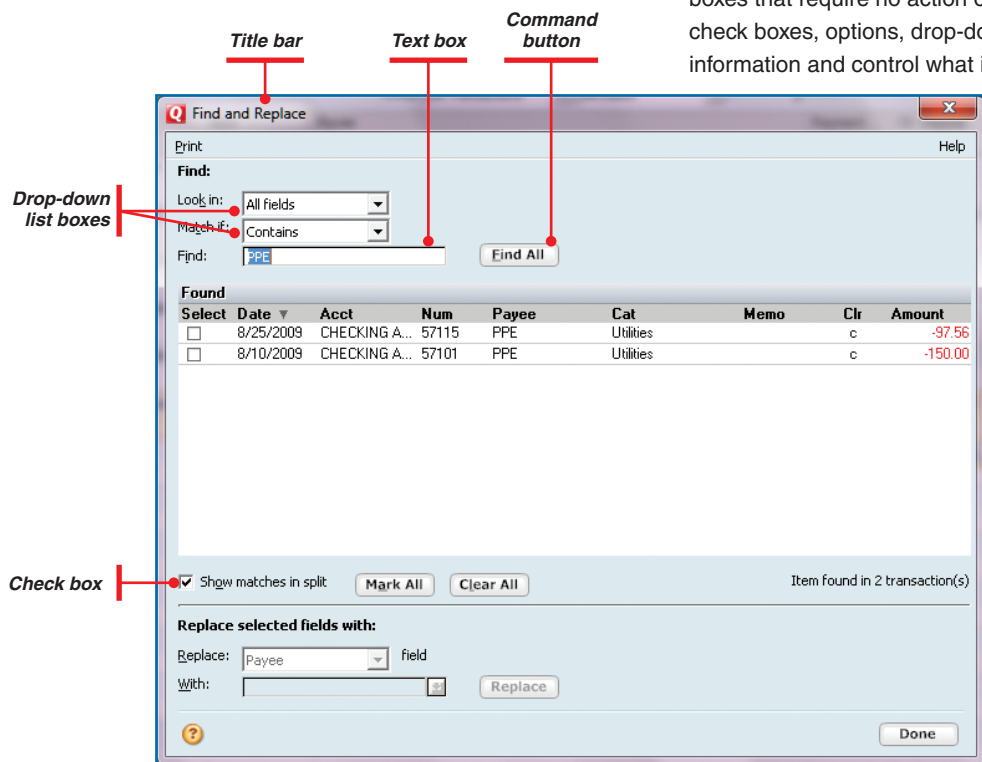 boxes that require no action o
check boxes, options, drop-do
information and control what i
Title bar
Text box
Command
button
Find and Replace
Print Help
Find:
Drop-down
list boxes
Look in: All fields
Match if: Contains
Find: PPE Find All
Found
Select Date Acct Num Payee Cat Memo Clr Amount
8/25/2009 CHECKING A... 57115 PPE Utilities c -97.56
8/10/2009 CHECKING A... 57101 PPE Utilities c -150.00
Check box
Show matches in split Mark All Clear All Item found in 2 transaction(s)
Replace selected fields with:
Replace: Payee field
With: Replace
? Done